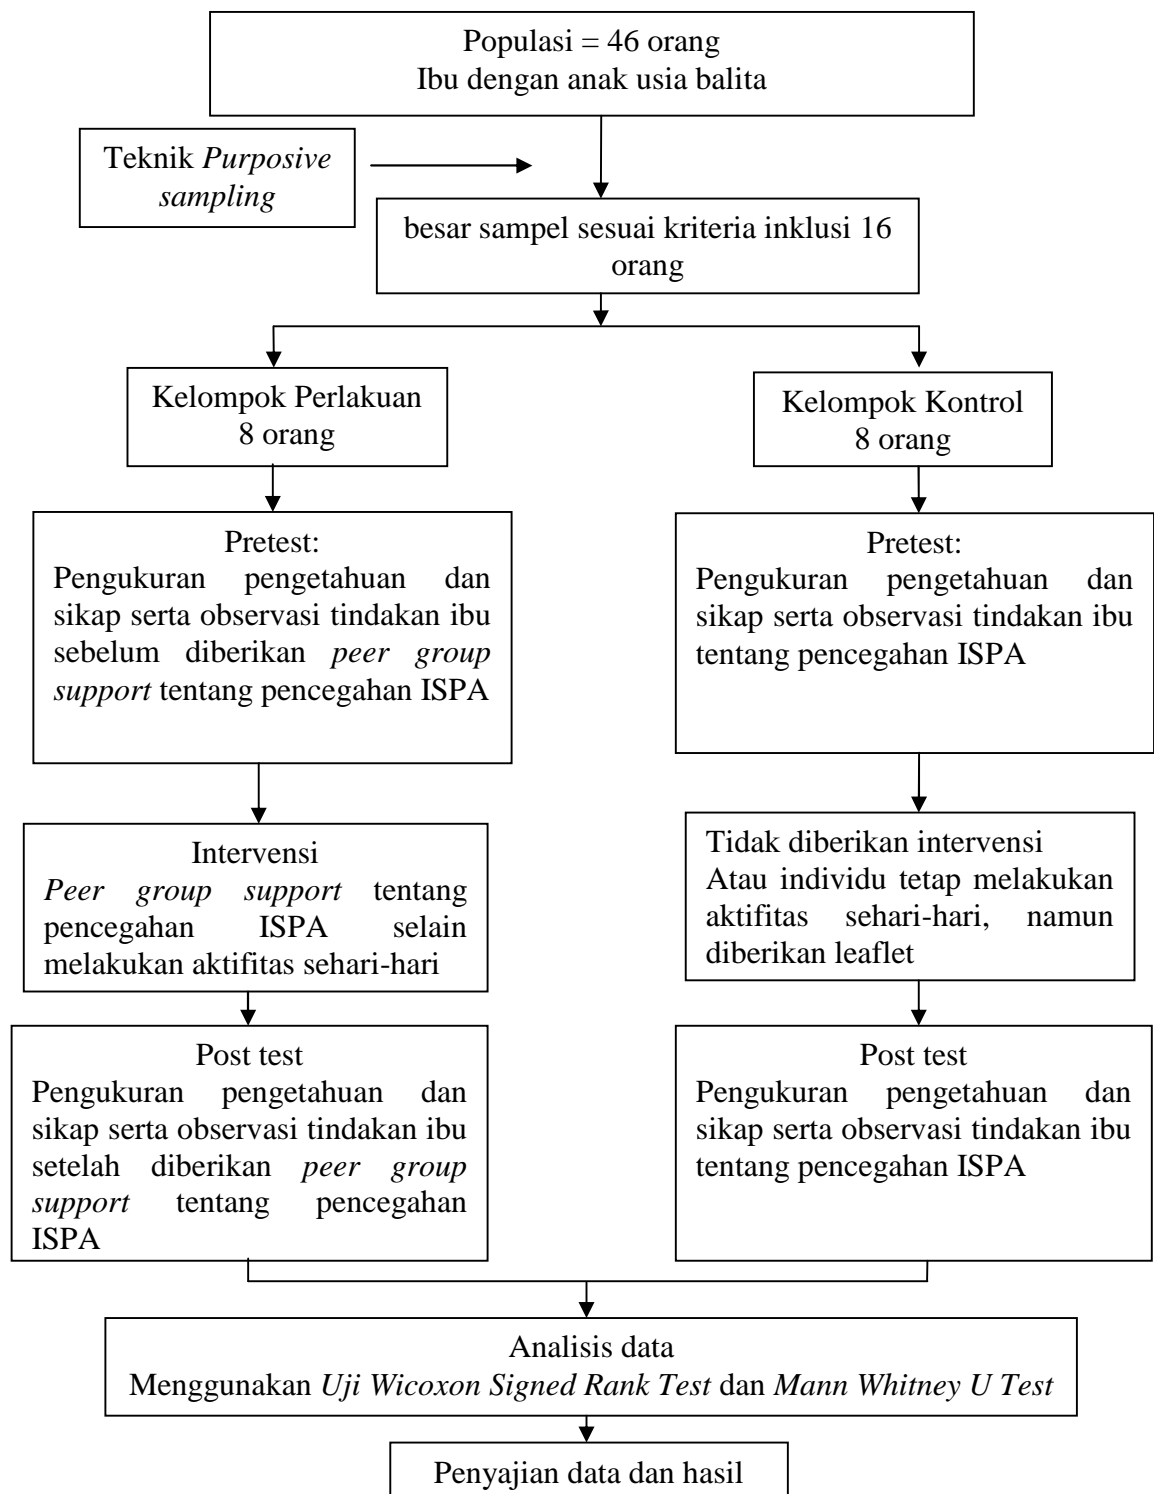 Populasi = 46 orang
Ibu dengan anak usia balita
Teknik Purposive
sampling
besar sampel sesuai kriteria inklusi 16
orang
Kelompok Perlakuan
8 orang
Kelompok Kontrol
8 orang
Pretest:
Pengukuran pengetahuan dan
sikap serta observasi tindakan ibu
sebelum diberikan peer group
support tentang pencegahan ISPA
Pretest:
Pengukuran pengetahuan dan
sikap serta observasi tindakan ibu
tentang pencegahan ISPA
Intervensi
Peer group support tentang
pencegahan ISPA selain
melakukan aktifitas sehari-hari
Tidak diberikan intervensi
Atau individu tetap melakukan
aktifitas sehari-hari, namun
diberikan leaflet
Post test
Pengukuran pengetahuan dan
sikap serta observasi tindakan ibu
setelah diberikan peer group
support tentang pencegahan
ISPA
Post test
Pengukuran pengetahuan dan
sikap serta observasi tindakan ibu
tentang pencegahan ISPA
Analisis data
Menggunakan Uji Wicoxon Signed Rank Test dan Mann Whitney U Test
Penyajian data dan hasil